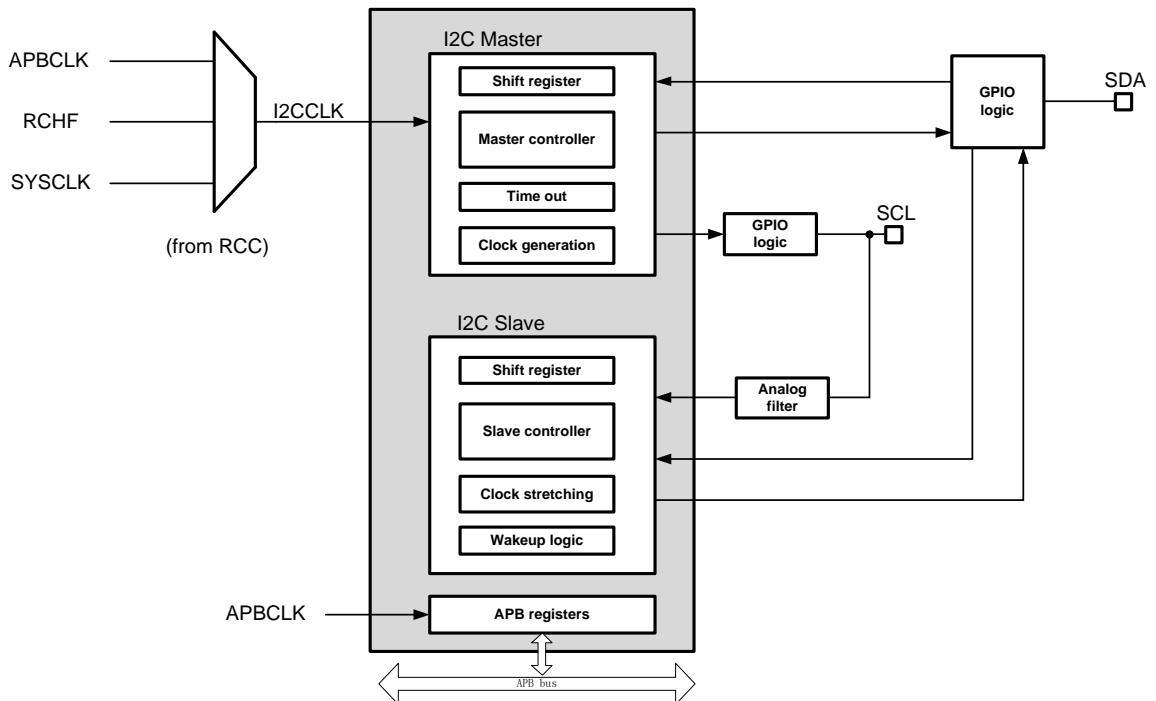 I2C Master
APBCLK
RCHF
SYSCLK
I2CCLK
(from RCC)
Shift register
Master controller
Time out
Clock generation
GPIO
logic
SDA
GPIO
logic
SCL
I2C Slave
Shift register
Slave controller
Clock stretching
Wakeup logic
Analog
filter
APBCLK
APB registers
APB bus